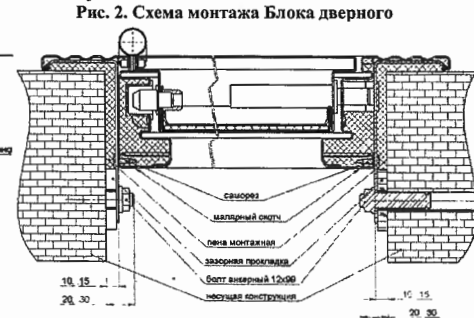 Рис. 2. Схема монтажа Блока дверного
саморез
малярный скотч
пена монтажная
зазорная прокладка
болт анкерный 12х99
несущая конструкция
10, 15
20, 30
10, 15
20, 30